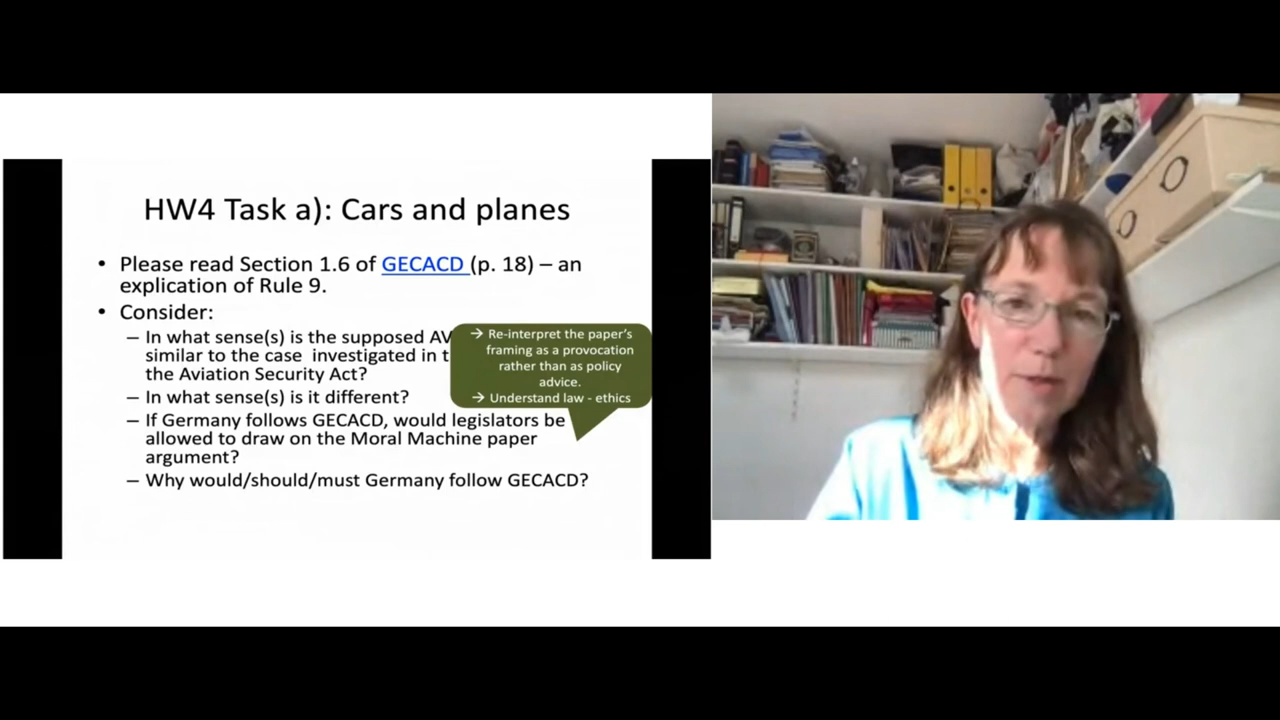 HW4 Task a): Cars and planes
• Please read Section 1.6 of GECACD (p. 18) – an
explication of Rule 9.
• Consider:
– In what sense(s) is the supposed AV
similar to the case investigated in t
the Aviation Security Act?
– In what sense(s) is it different?
– If Germany follows GECACD, would legislators be
allowed to draw on the Moral Machine paper
argument?
– Why would/should/must Germany follow GECACD?
→ Re-interpret the paper's
framing as a provocation
rather than as policy
advice.
→ Understand law - ethics